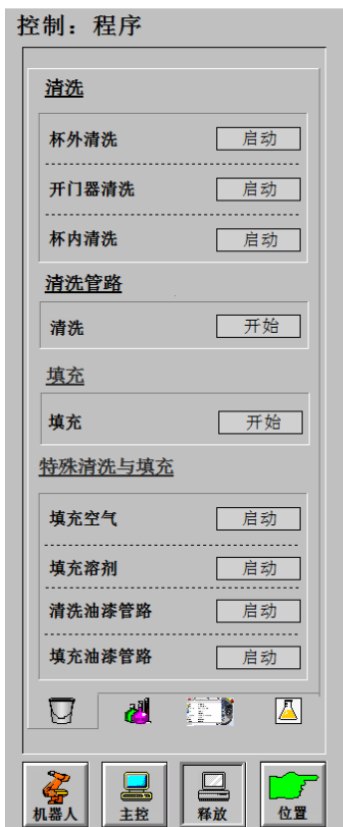 控制：程序
清洗
杯外清洗 启动
开门器清洗 启动
杯内清洗 启动
清洗管路
清洗 开始
填充
填充 开始
特殊清洗与填充
填充空气 启动
填充溶剂 启动
清洗油漆管路 启动
填充油漆管路 启动
机器人 主控 释放 位置